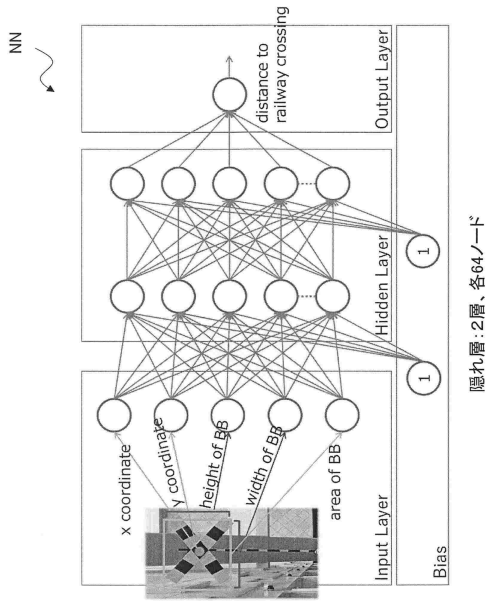 NN
x coordinate
y coordinate
height of BB
width of BB
area of BB
Input Layer
Hidden Layer
distance to
railway crossing
Output Layer
1
1
Bias
隠れ層:2層、各64ノード